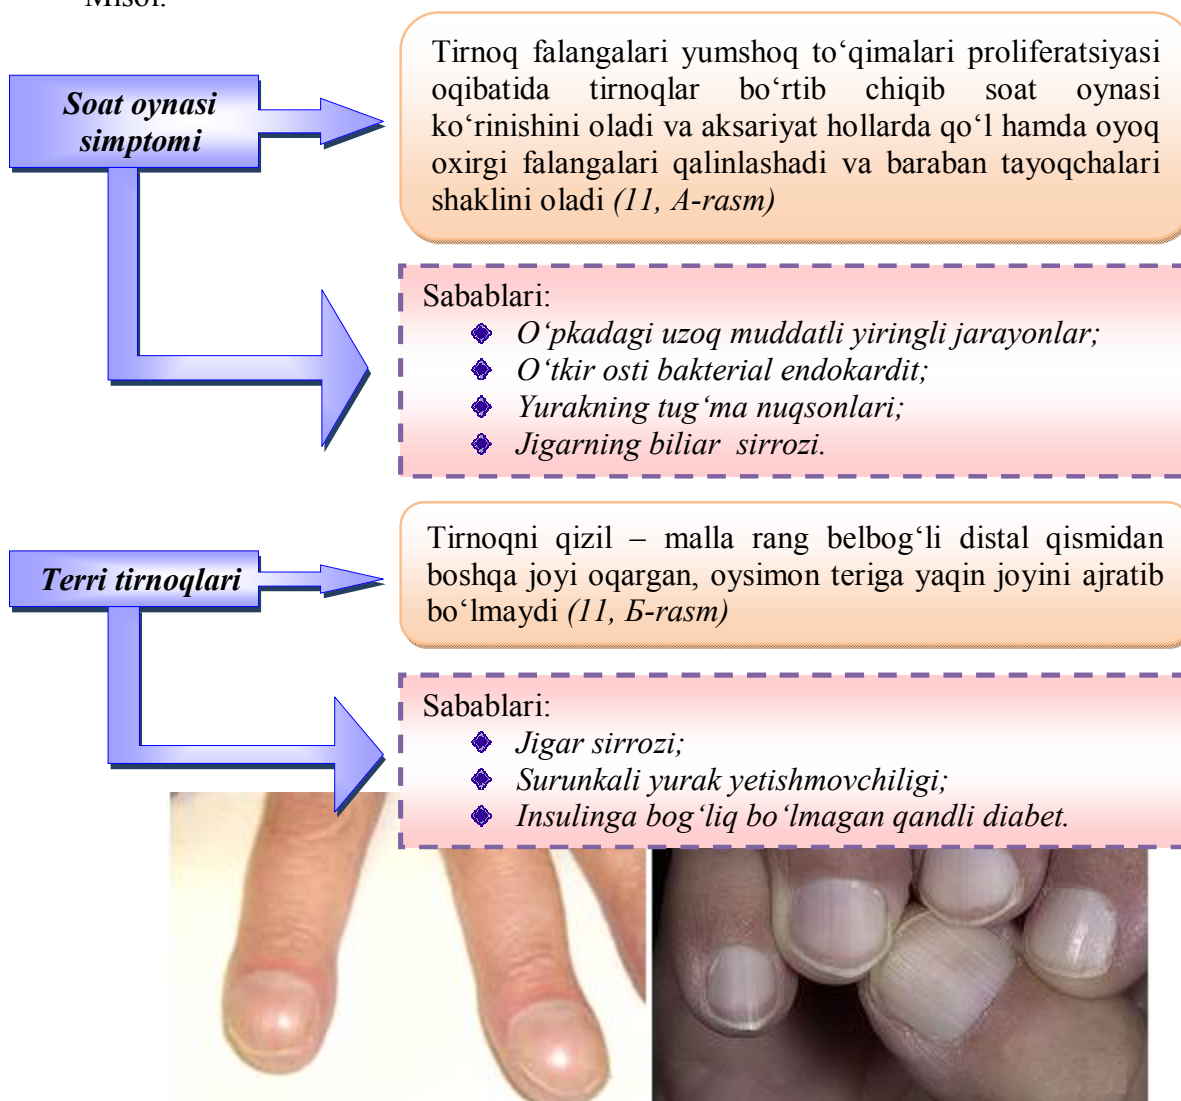 Misol:
Soat oynasi
simptomi
Tirnoq falangalari yumshoq to‘qimalari proliferatsiyasi
oqibatida tirnoqlar bo‘rtib chiqib soat oynasi
ko‘rinishini oladi va aksariyat hollarda qo‘l hamda oyoq
oxirgi falangalari qalinlashadi va baraban tayoqchalari
shaklini oladi (11, A-rasm)
Sabablari:
O‘pkadagi uzoq muddatli yiringli jarayonlar;
O‘tkir osti bakterial endokardit;
Yurakning tug‘ma nuqsonlari;
Jigarning biliar sirrozi.
Terri tirnoqlari
Tirnoqni qizil – malla rang belbog‘li distal qismidan
boshqa joyi oqargan, oysimon teriga yaqin joyini ajratib
bo‘lmaydi (11, Б-rasm)
Sabablari:
Jigar sirrozi;
Surunkali yurak yetishmovchiligi;
Insulinga bog‘liq bo‘lmagan qandli diabet.